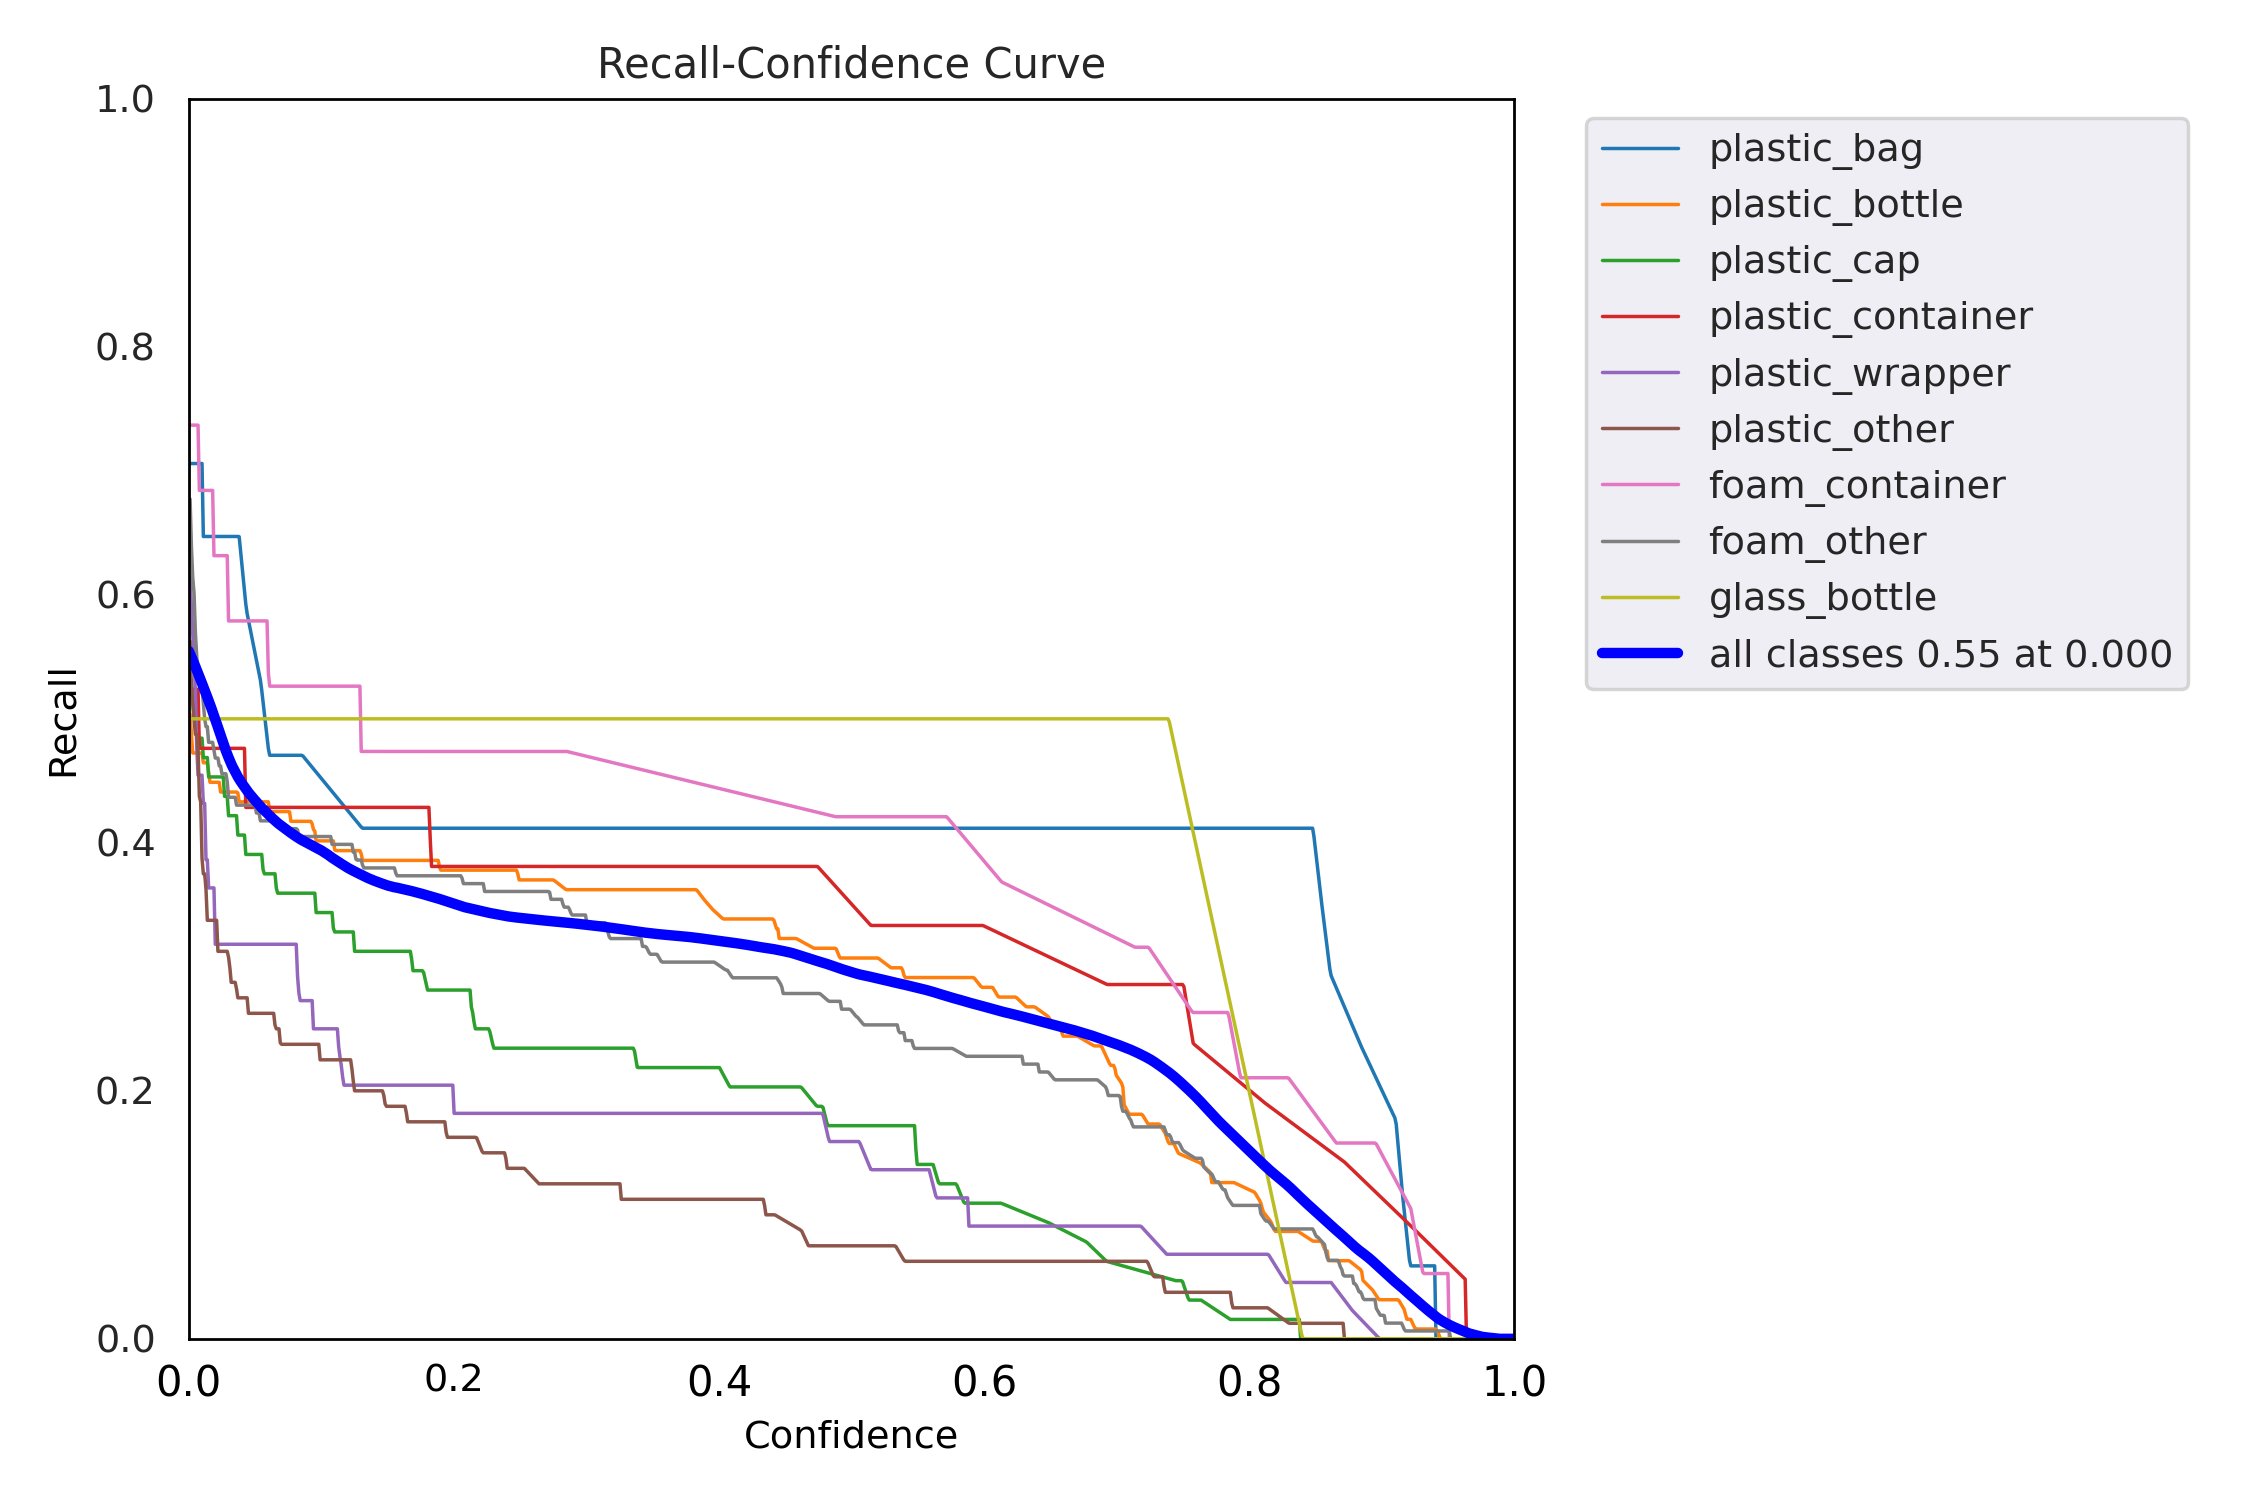 Recall-Confidence Curve
1.0
0.8
0.6
0.4
0.2
0.0
Recall
0.0 0.2 0.4 0.6 0.8 1.0
Confidence
plastic_bag
plastic_bottle
plastic_cap
plastic_container
plastic_wrapper
plastic_other
foam_container
foam_other
glass_bottle
all classes 0.55 at 0.000